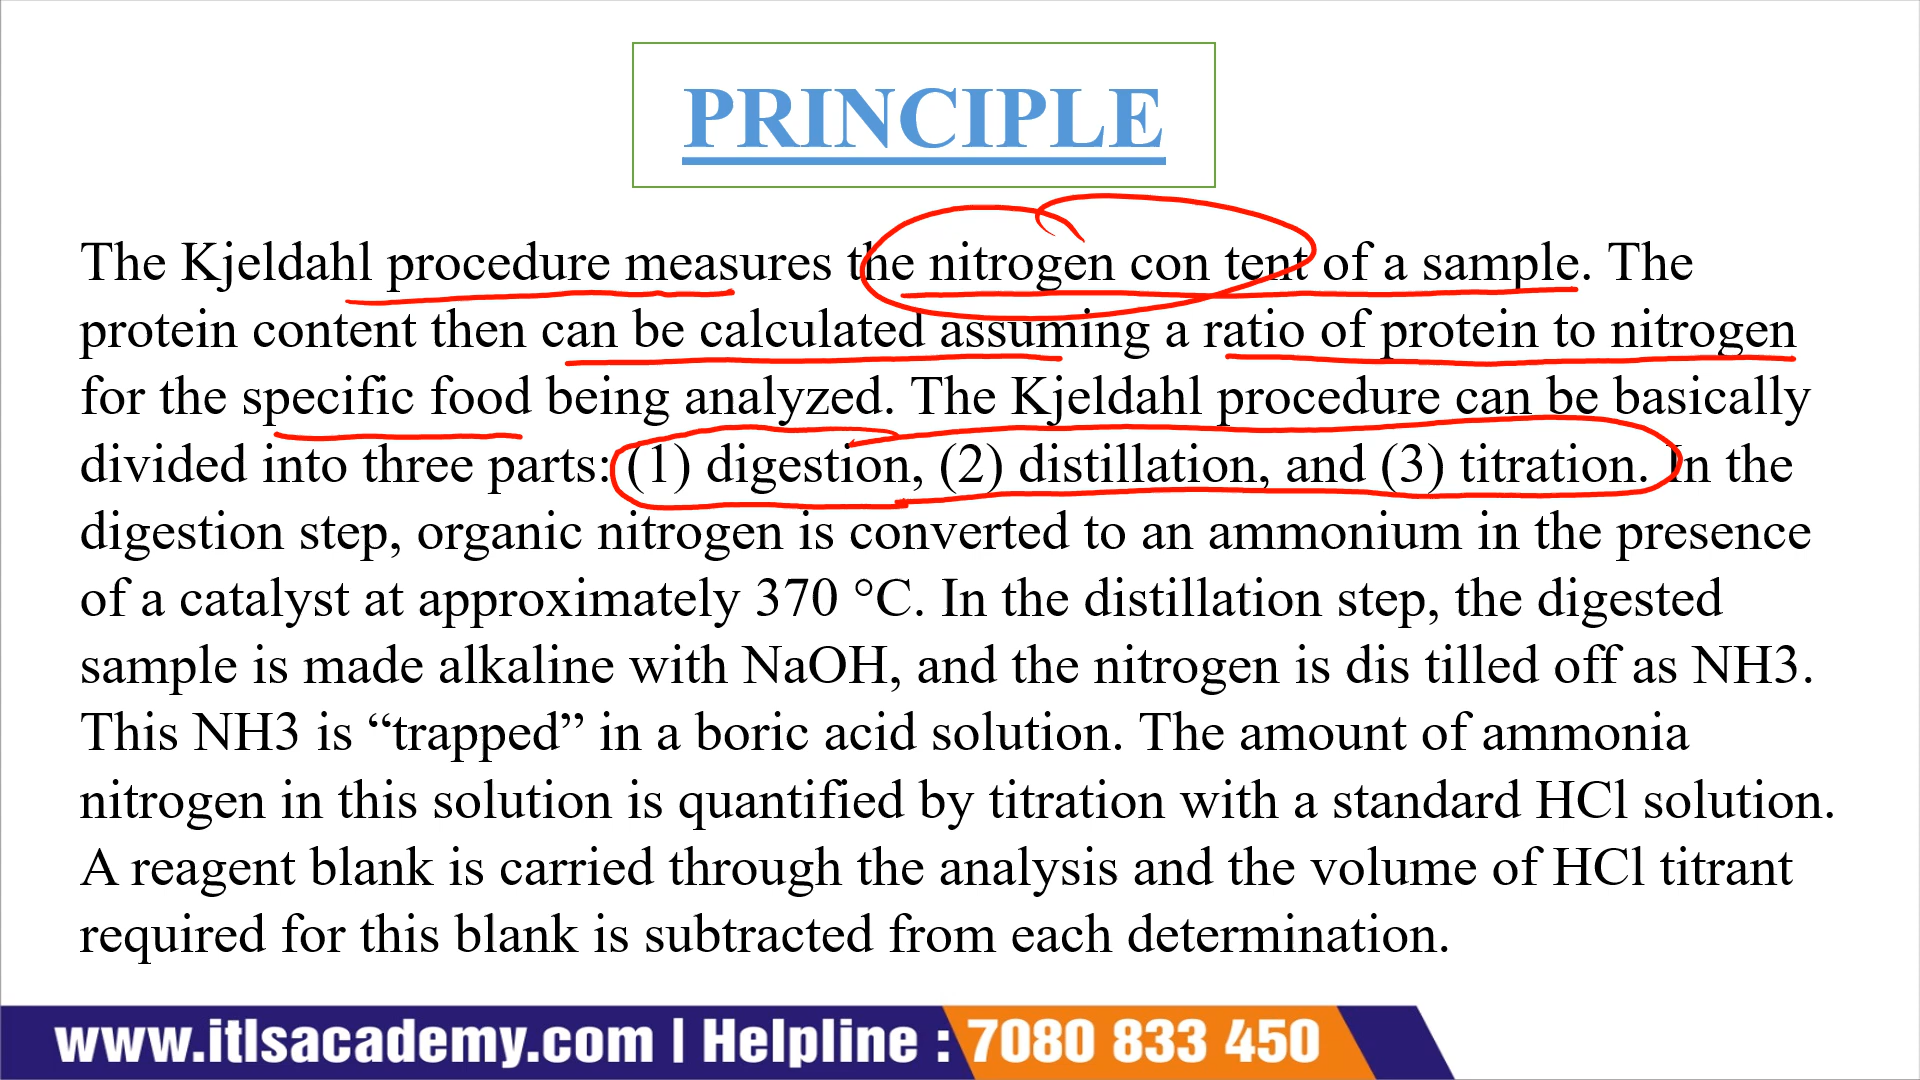 PRINCIPLE
The Kjeldahl procedure measures the nitrogen con tent of a sample. The
protein content then can be calculated assuming a ratio of protein to nitrogen
for the specific food being analyzed. The Kjeldahl procedure can be basically
divided into three parts: (1) digestion, (2) distillation, and (3) titration. In the
digestion step, organic nitrogen is converted to an ammonium in the presence
of a catalyst at approximately 370 °C. In the distillation step, the digested
sample is made alkaline with NaOH, and the nitrogen is dis tilled off as NH3.
This NH3 is “trapped” in a boric acid solution. The amount of ammonia
nitrogen in this solution is quantified by titration with a standard HCl solution.
A reagent blank is carried through the analysis and the volume of HCl titrant
required for this blank is subtracted from each determination.
www.itlsacademy.com | Helpline : 7080 833 450